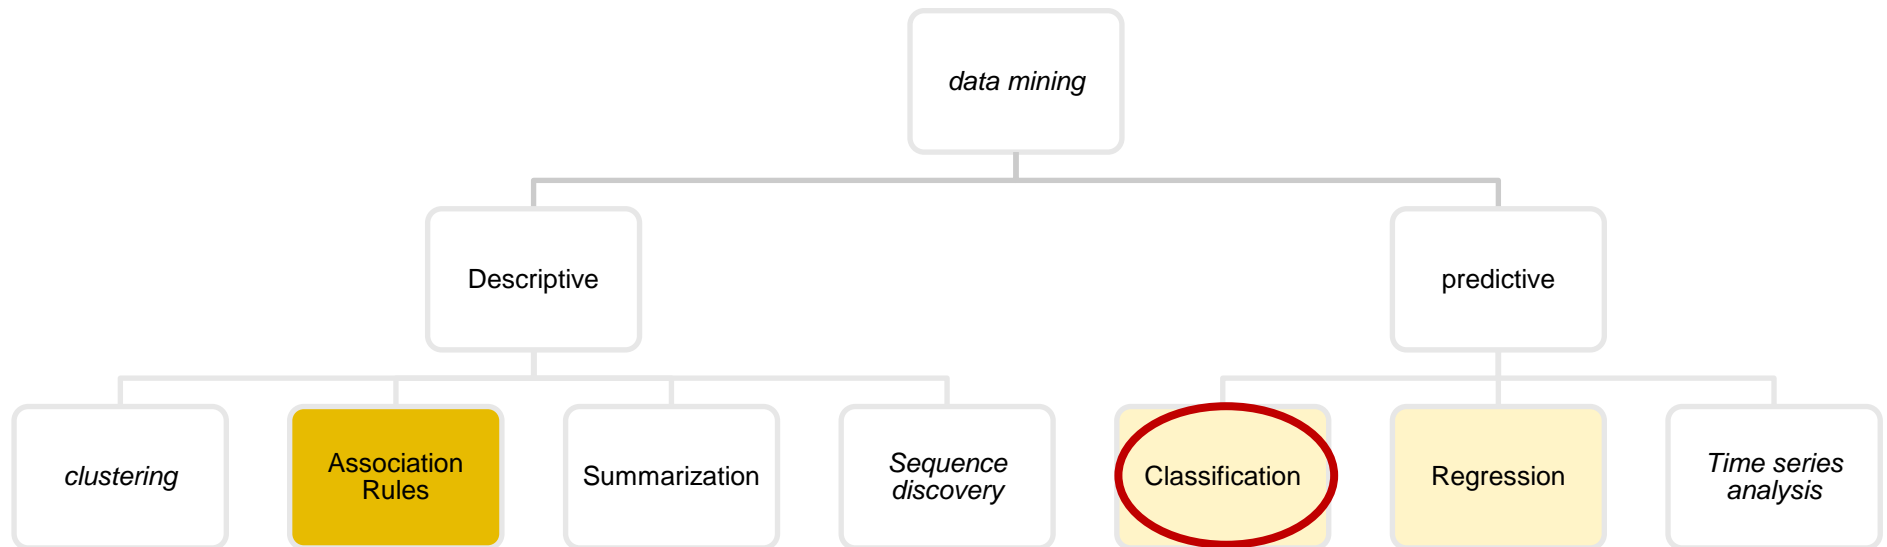 data mining
Descriptive
predictive
clustering
Association
Rules
Summarization
Sequence
discovery
Classification
Regression
Time series
analysis